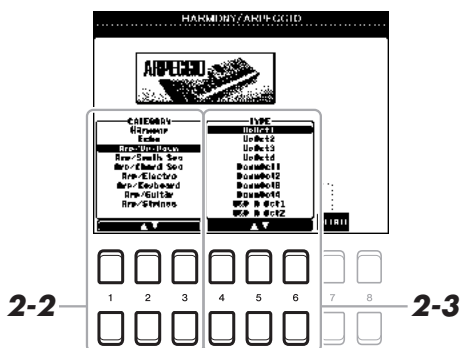 HARMONY/ARPEGGIO
ARPEGGIO
CATEGORY
Harmony
Echo
Arp/Up-Down
Arp/Synth Seq
Arp/Chord Seq
Arp/Electro
Arp/Keyboard
Arp/Guitar
Arp/Strings
TYPE
UpOct1
UpOct2
UpOct3
UpOct4
DownOct1
DownOct2
DownOct3
DownOct4
U&D A Oct1
U&D A Oct2
1 2 3 4 5 6 7 8
2-2
2-3